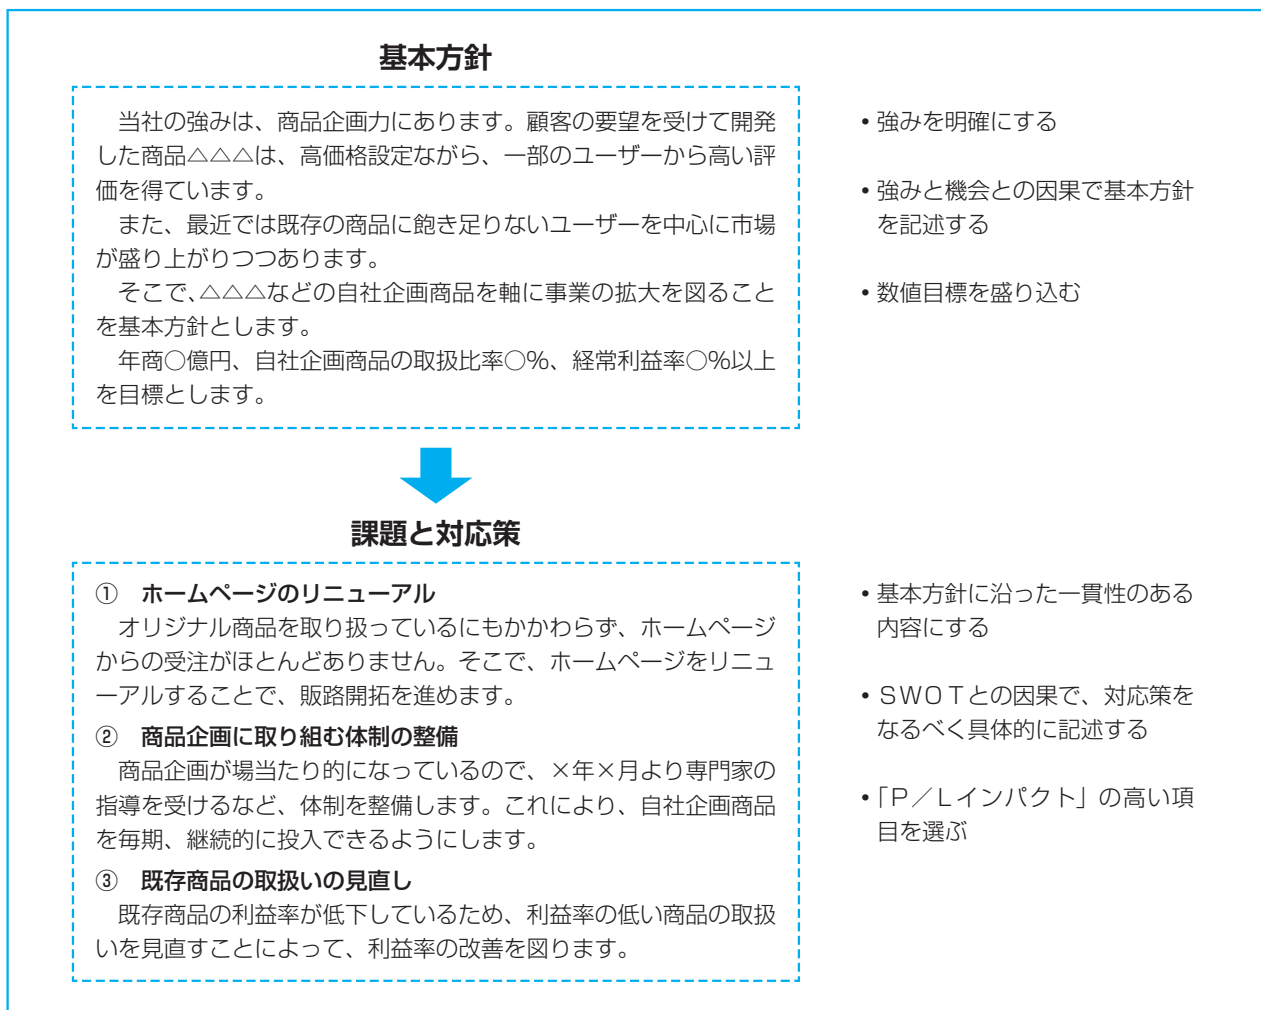 基本方針
当社の強みは、商品企画力にあります。顧客の要望を受けて開発
した商品△△△は、高価格設定ながら、一部のユーザーから高い評
価を得ています。
また、最近では既存の商品に飽き足りないユーザーを中心に市場
が盛り上がりつつあります。
そこで、△△△などの自社企画商品を軸に事業の拡大を図ること
を基本方針とします。
年商○億円、自社企画商品の取扱比率○%、経常利益率○%以上
を目標とします。
•強みを明確にする
•強みと機会との因果で基本方針
を記述する
•数値目標を盛り込む
課題と対応策
① ホームページのリニューアル
オリジナル商品を取り扱っているにもかかわらず、ホームページ
からの受注がほとんどありません。そこで、ホームページをリニュ
ーアルすることで、販路開拓を進めます。
② 商品企画に取り組む体制の整備
商品企画が場当たり的になっているので、×年×月より専門家の
指導を受けるなど、体制を整備します。これにより、自社企画商品
を毎期、継続的に投入できるようにします。
③ 既存商品の取扱いの見直し
既存商品の利益率が低下しているため、利益率の低い商品の取扱
いを見直すことによって、利益率の改善を図ります。
•基本方針に沿った一貫性のある
内容にする
•ＳＷＯＴとの因果で、対応策を
なるべく具体的に記述する
•「Ｐ／Ｌインパクト」の高い項
目を選ぶ